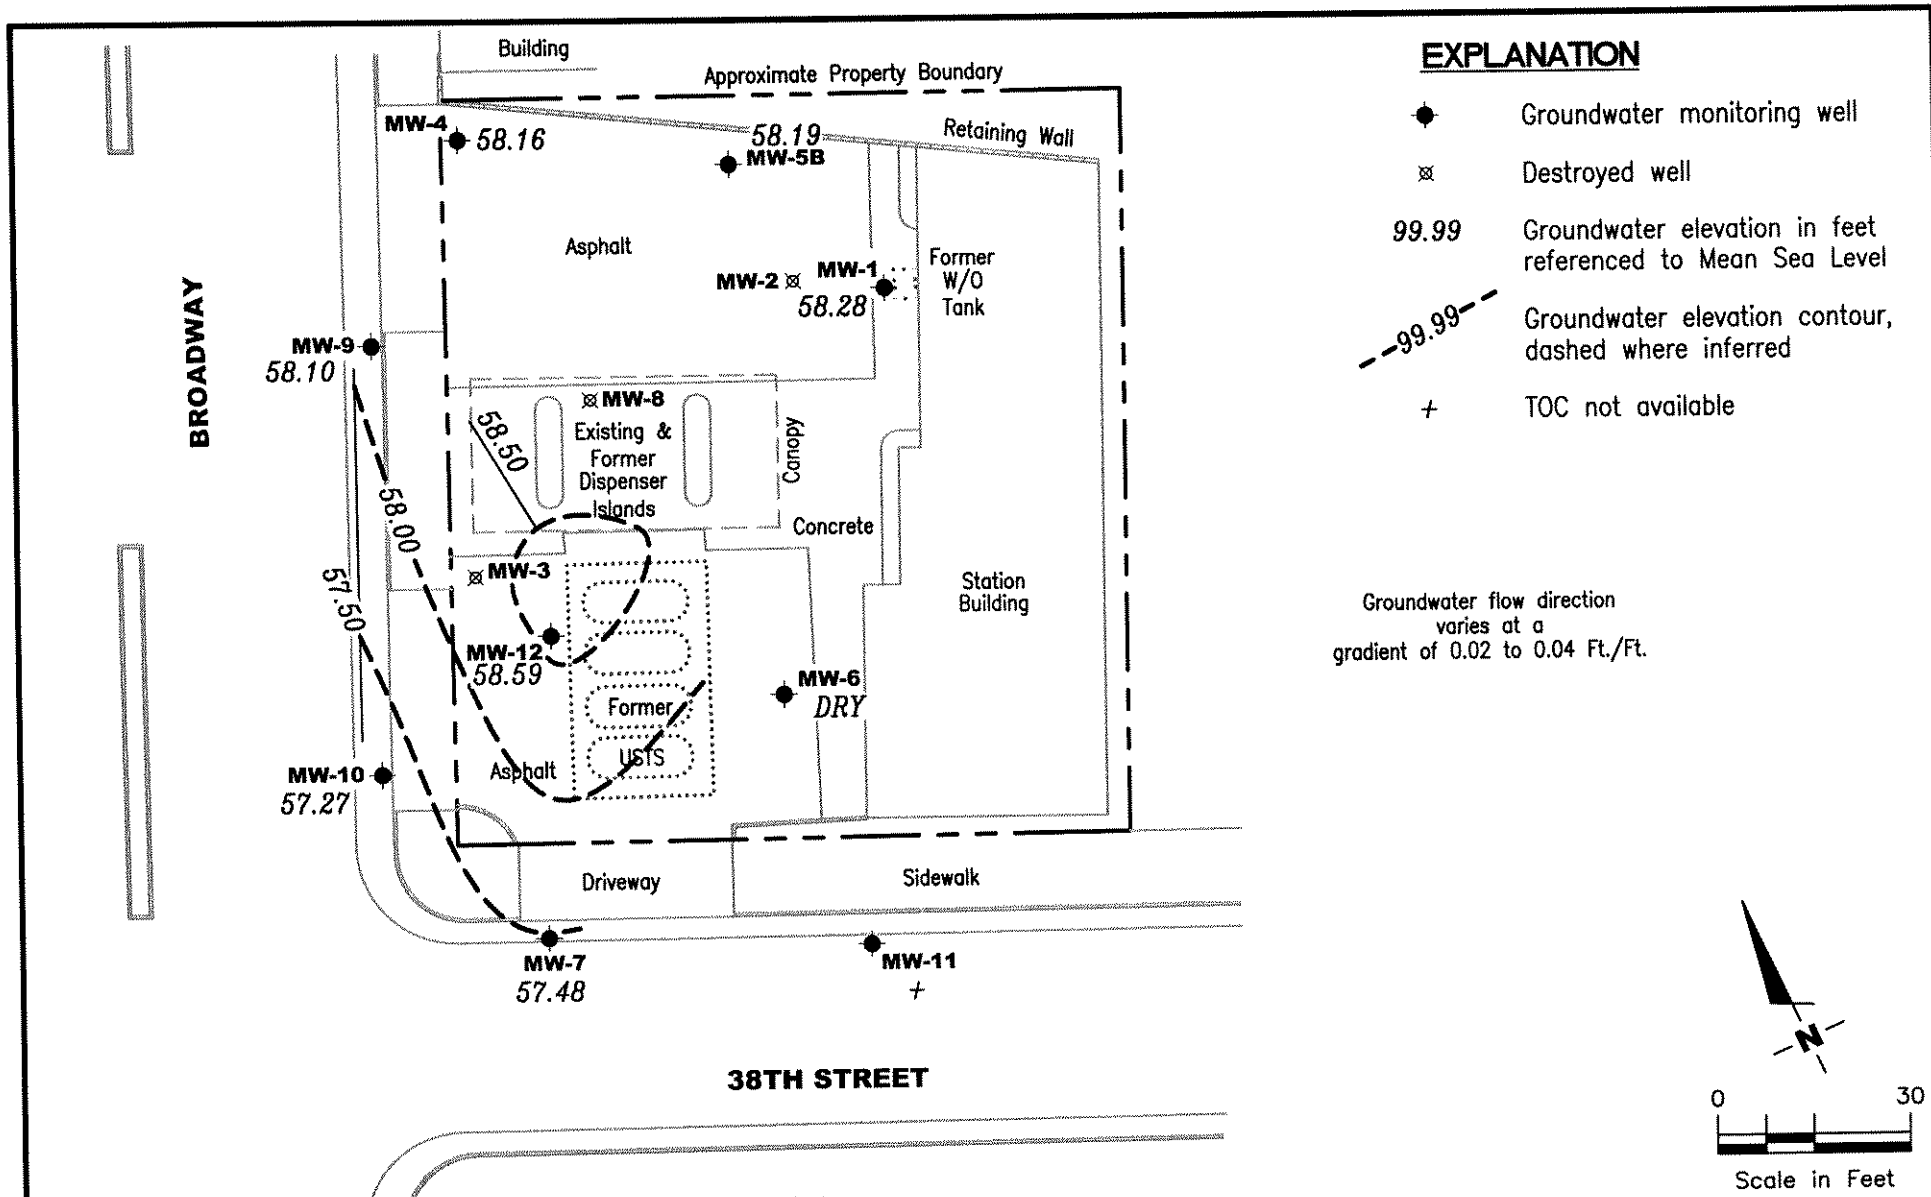 Building
Approximate Property Boundary
MW-4
58.16
58.19
MW-5B
Retaining Wall
Asphalt
MW-2
MW-1
58.28
Former
W/O
Tank
BROADWAY
MW-9
58.10
58.50
MW-8
Existing &
Former
Dispenser
Islands
Canopy
58.00
Concrete
57.50
MW-3
Station
Building
MW-12
58.59
MW-6
DRY
Former
USTS
Asphalt
MW-10
57.27
Driveway
Sidewalk
MW-7
57.48
MW-11
+
38TH STREET
EXPLANATION
Groundwater monitoring well
Destroyed well
99.99 Groundwater elevation in feet
referenced to Mean Sea Level
99.99 Groundwater elevation contour,
dashed where inferred
+ TOC not available
Groundwater flow direction
varies at a
gradient of 0.02 to 0.04 Ft./Ft.
N
0 30
Scale in Feet